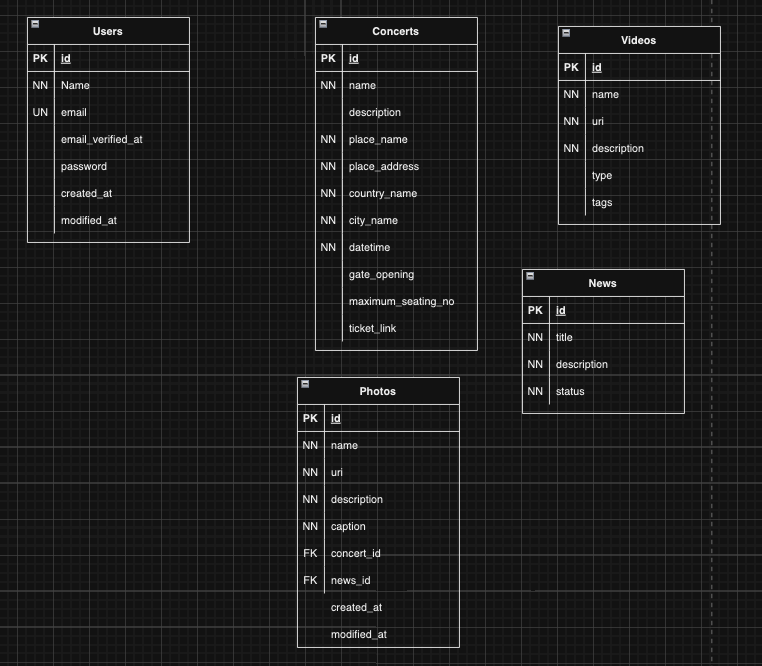 Users
PK id
NN Name
UN email
email_verified_at
password
created_at
modified_at
Concerts
PK id
NN name
description
NN place_name
NN place_address
NN country_name
NN city_name
NN datetime
gate_opening
maximum_seating_no
ticket_link
Videos
PK id
NN name
NN uri
NN description
type
tags
News
PK id
NN title
NN description
NN status
Photos
PK id
NN name
NN uri
NN description
NN caption
FK concert_id
FK news_id
created_at
modified_at